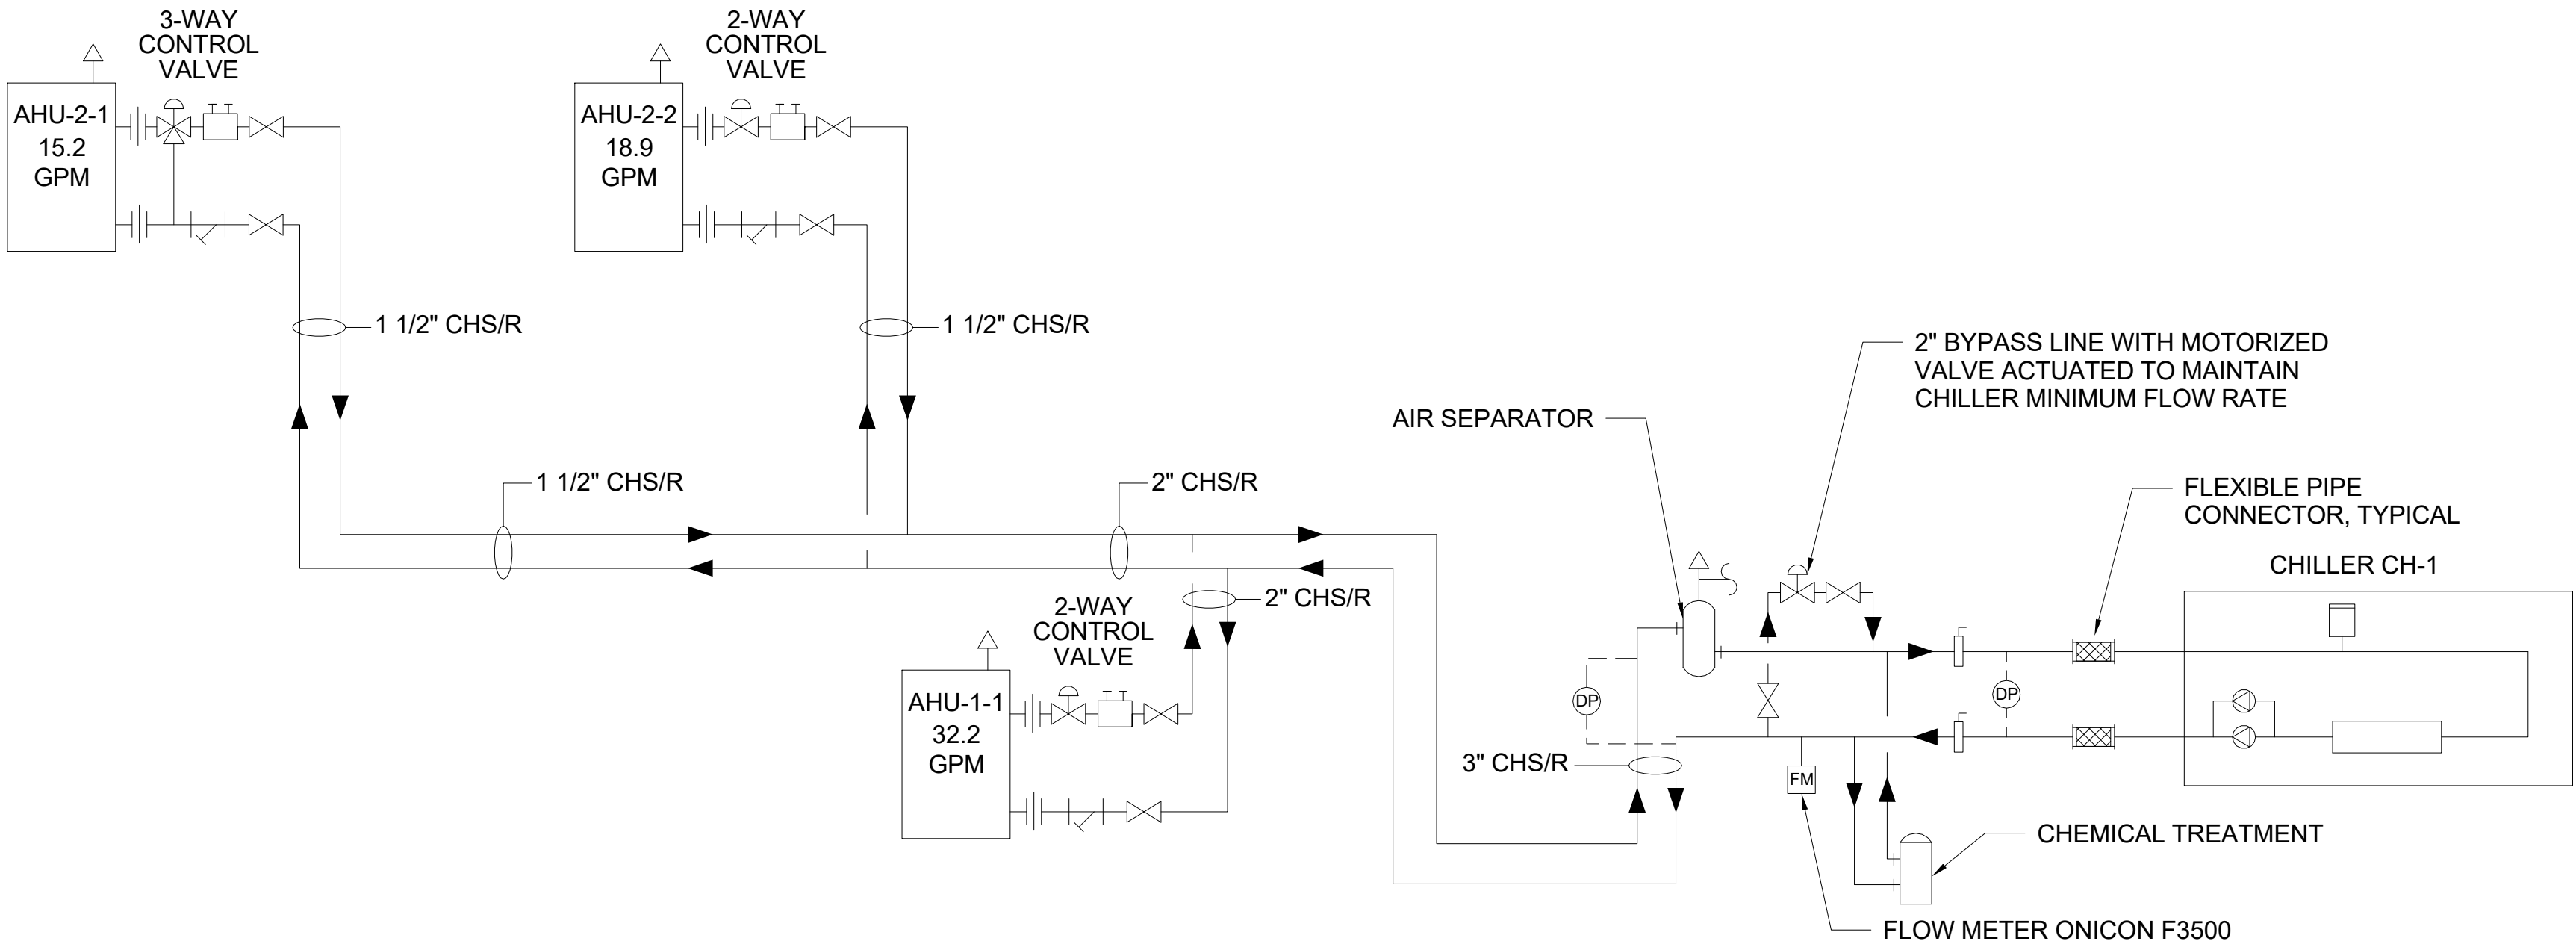 3-WAY
CONTROL
VALVE
AHU-2-1
15.2
GPM
2-WAY
CONTROL
VALVE
AHU-2-2
18.9
GPM
1 1/2" CHS/R
1 1/2" CHS/R
2" BYPASS LINE WITH MOTORIZED
VALVE ACTUATED TO MAINTAIN
CHILLER MINIMUM FLOW RATE
AIR SEPARATOR
1 1/2" CHS/R
2" CHS/R
FLEXIBLE PIPE
CONNECTOR, TYPICAL
CHILLER CH-1
2" CHS/R
2-WAY
CONTROL
VALVE
AHU-1-1
32.2
GPM
DP
DP
3" CHS/R
FM
CHEMICAL TREATMENT
FLOW METER ONICON F3500